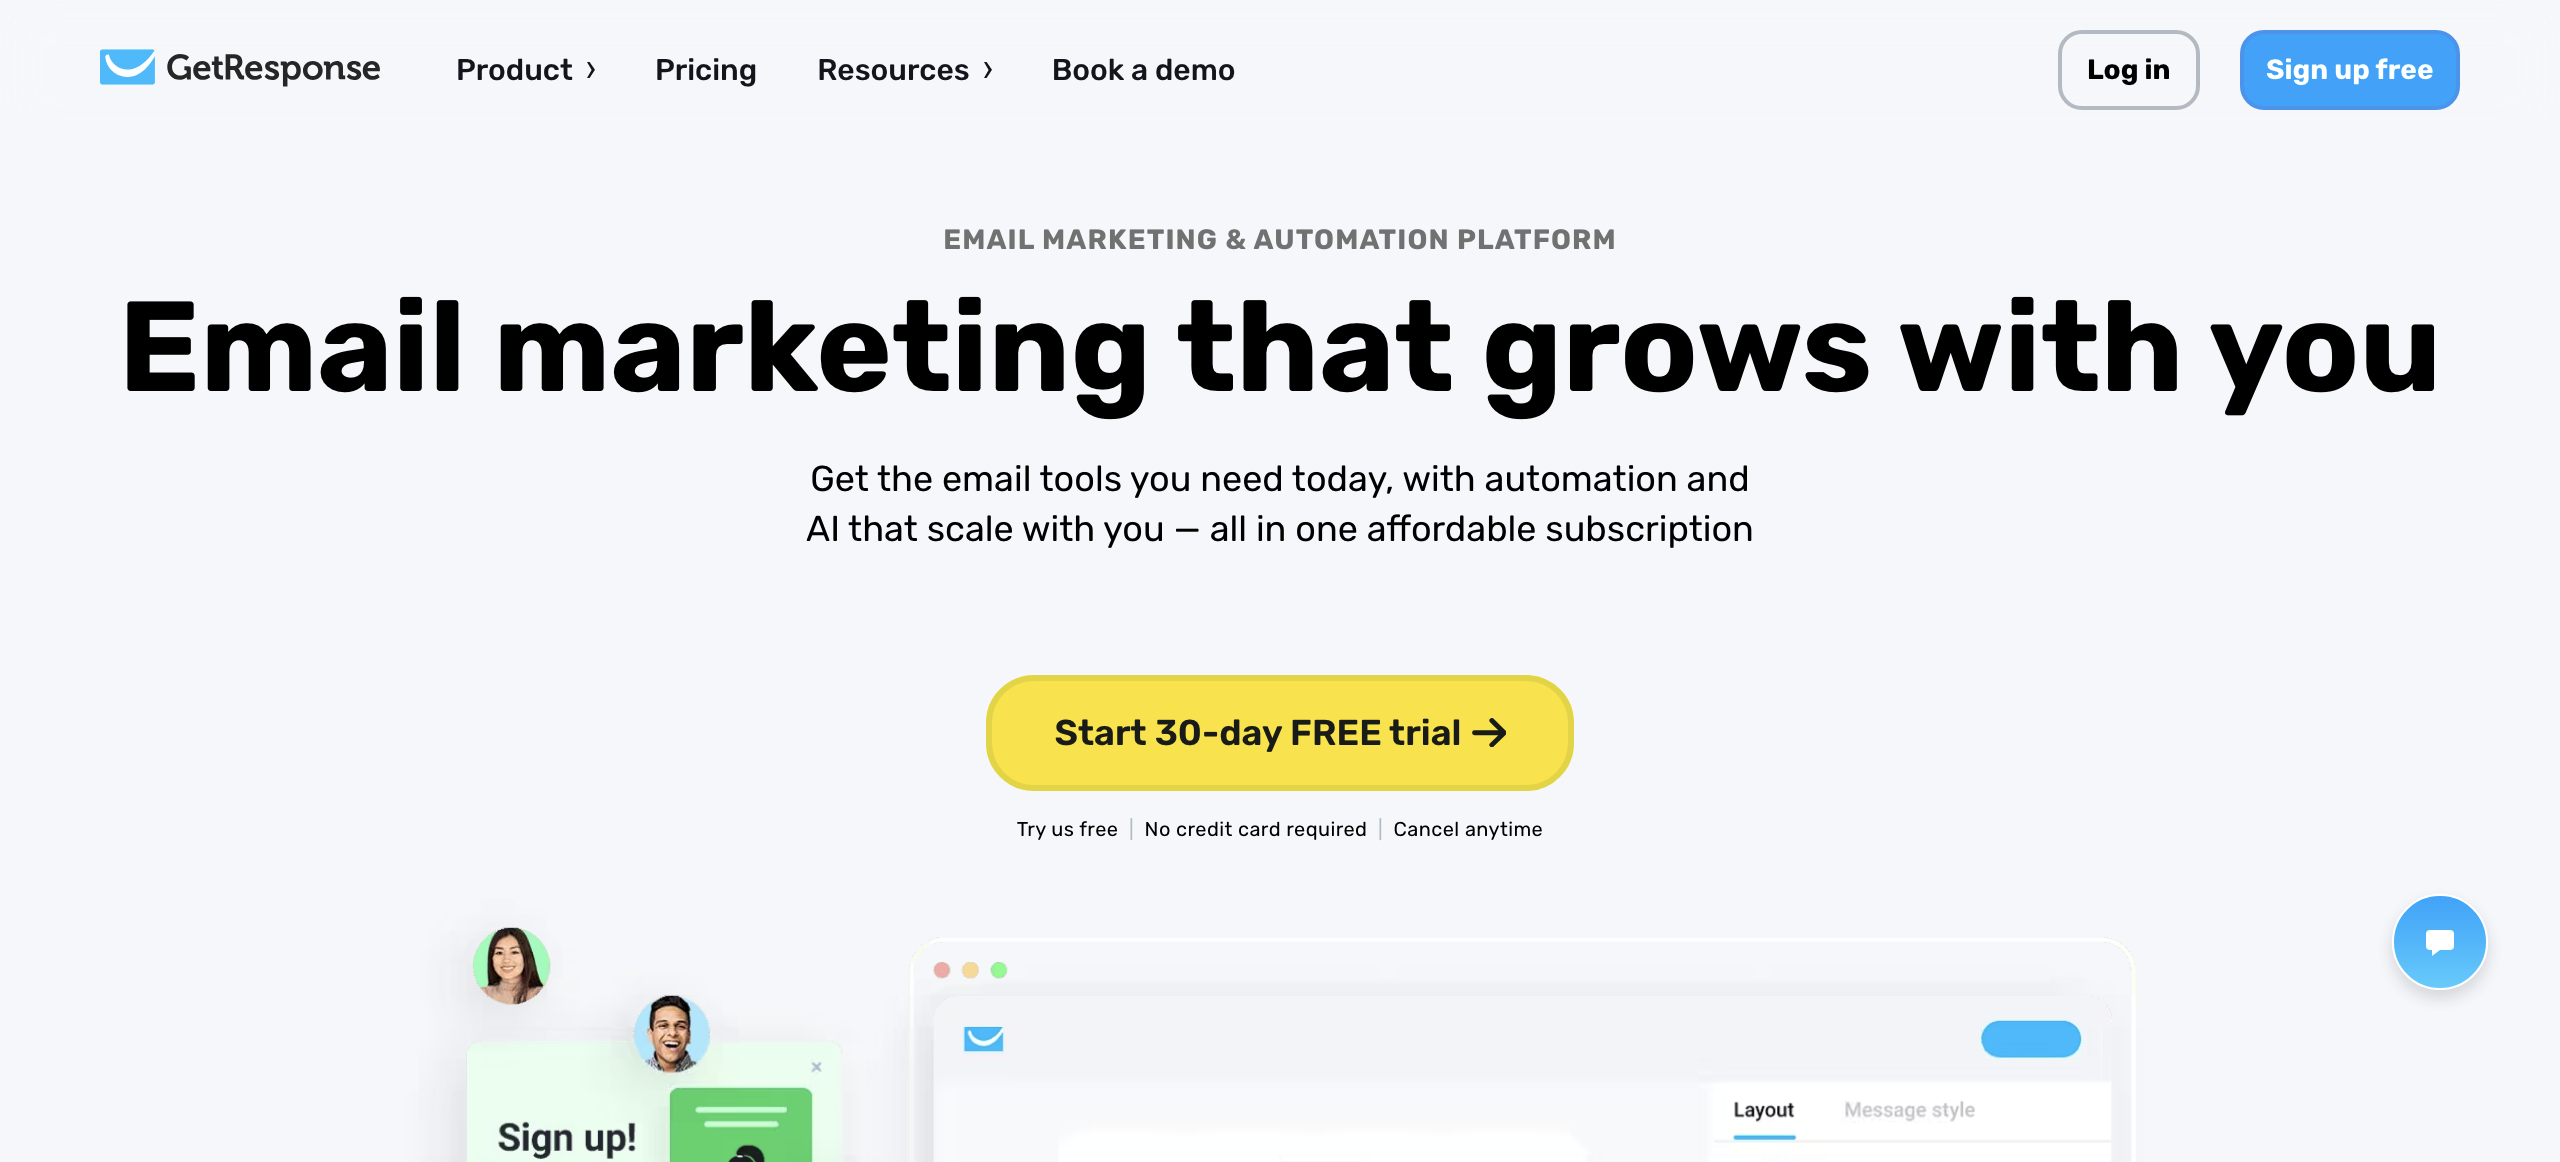 GetResponse
Product
Pricing
Resources
Book a demo
Log in
Sign up free
EMAIL MARKETING & AUTOMATION PLATFORM
Email marketing that grows with you
Get the email tools you need today, with automation and
AI that scale with you — all in one affordable subscription
Start 30-day FREE trial →
Try us free | No credit card required | Cancel anytime
Sign up!
Layout
Message style